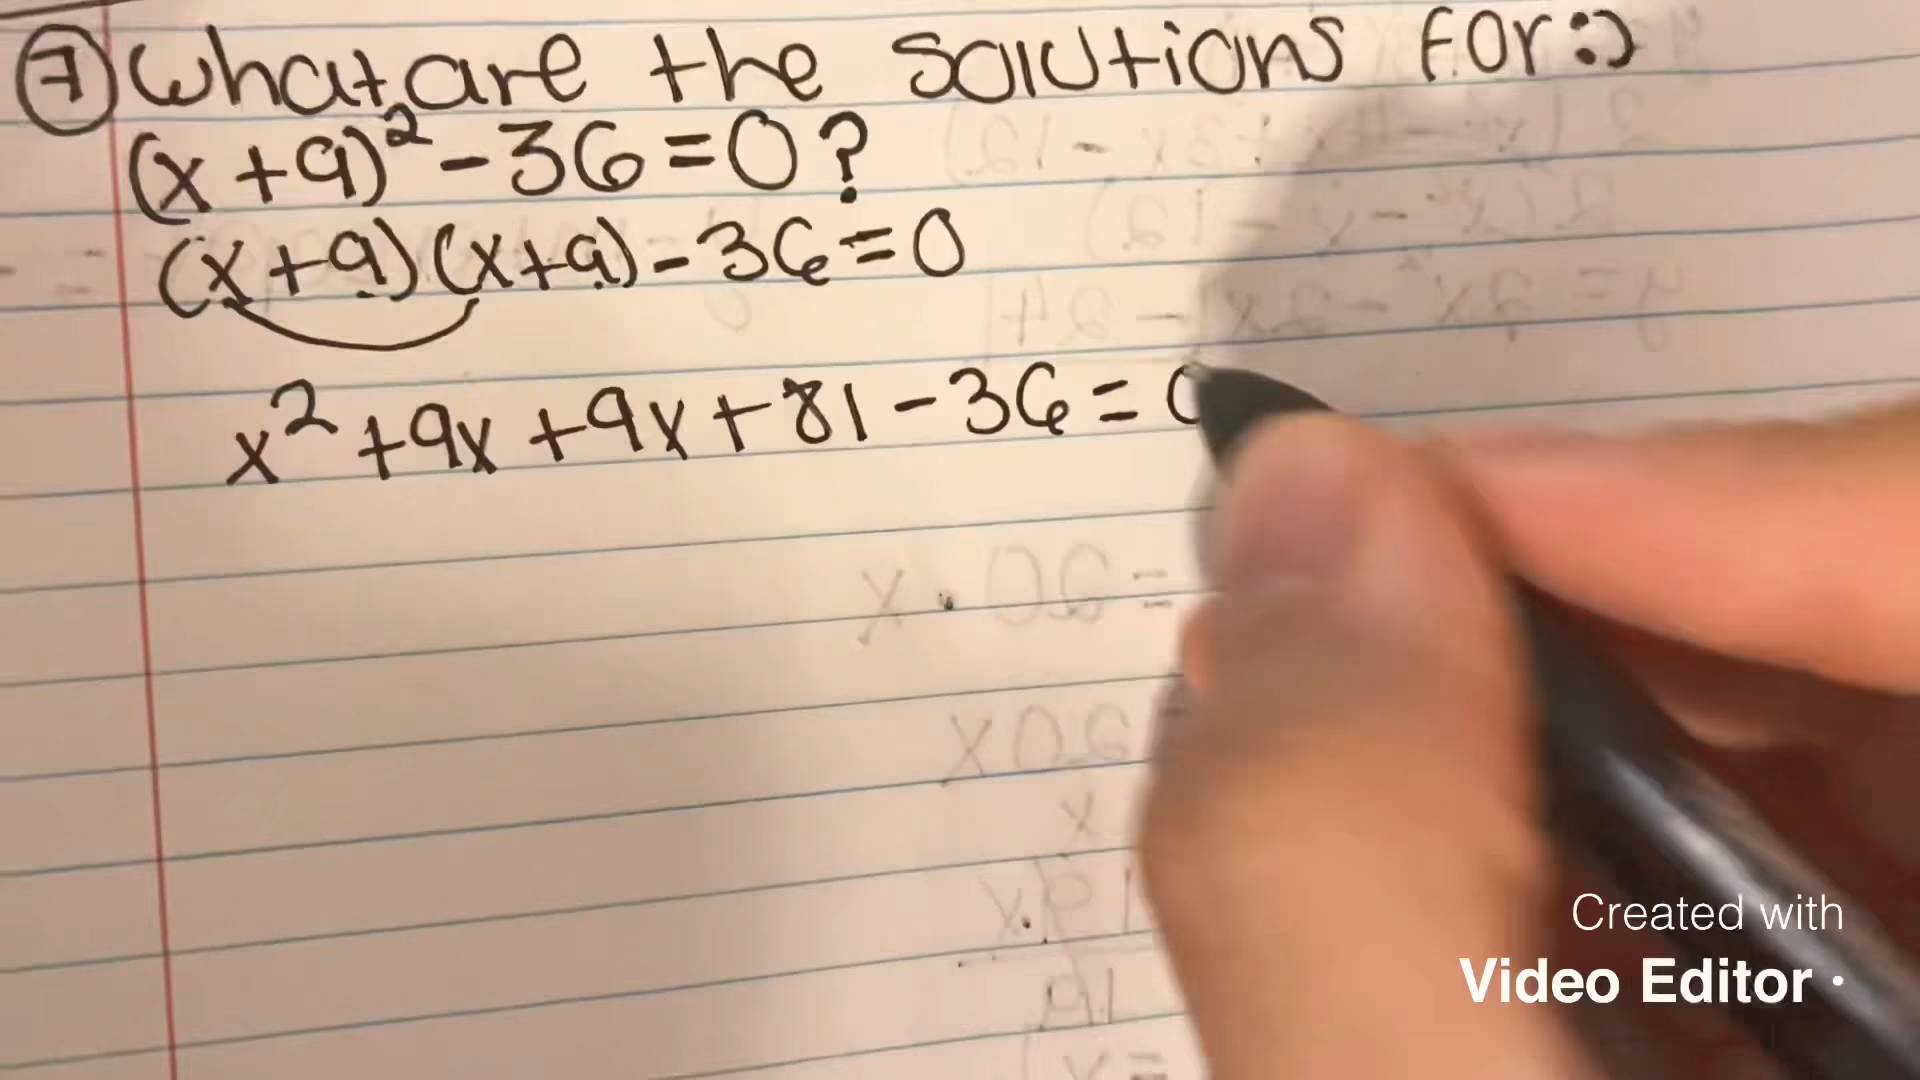 7 What are the solutions for:
(x+9)² - 36 = 0?
(x+9)(x+9) - 36 = 0
x² + 9x + 9x + 81 - 36 = 0
Created with
Video Editor